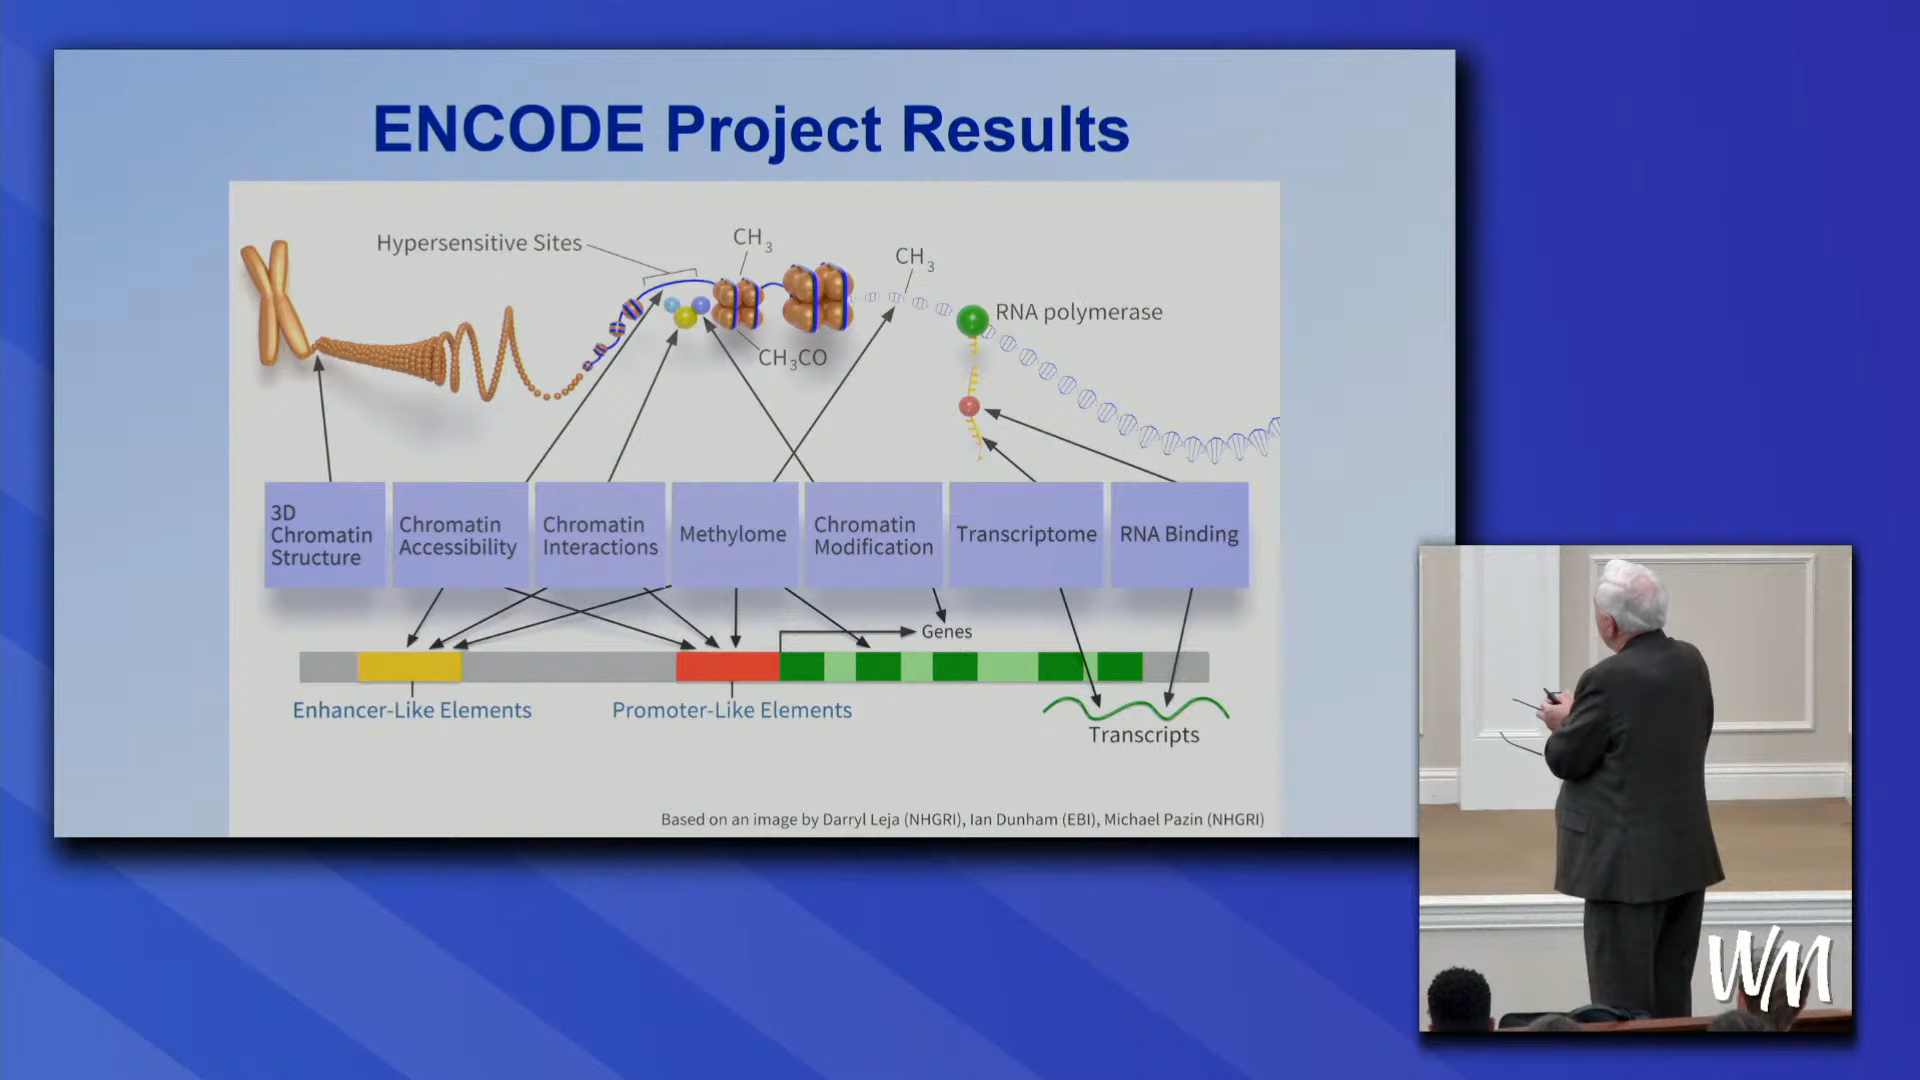 ENCODE Project Results
Hypersensitive Sites
CH3
CH3
RNA polymerase
CH3CO
3D
Chromatin
Structure
Chromatin
Accessibility
Chromatin
Interactions
Methylome
Chromatin
Modification
Transcriptome
RNA Binding
Genes
Enhancer-Like Elements
Promoter-Like Elements
Transcripts
Based on an image by Darryl Leja (NHGRI), Ian Dunham (EBI), Michael Pazin (NHGRI)
WM